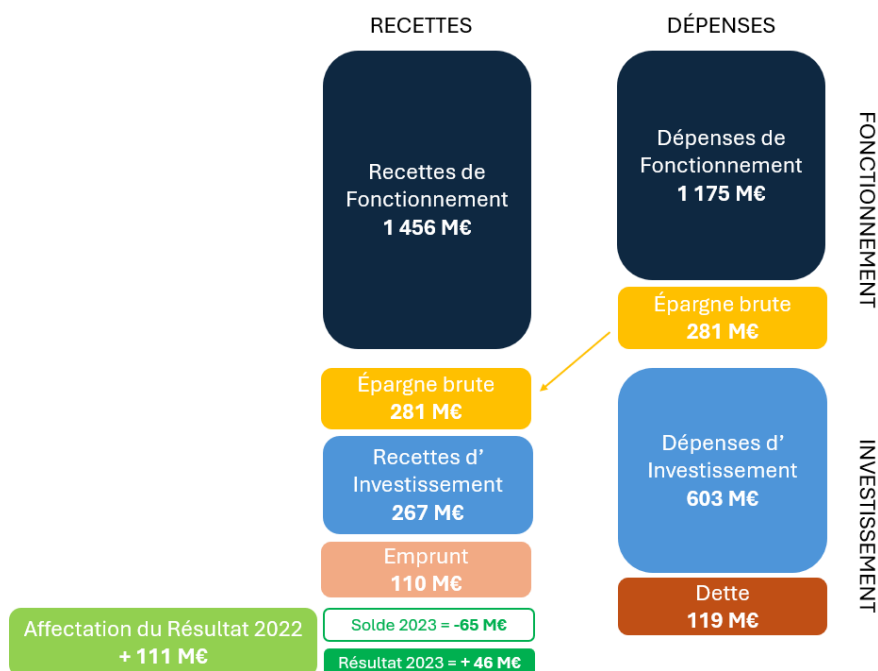 RECETTES
DÉPENSES
Recettes de
Fonctionnement
1 456 M€
Dépenses de
Fonctionnement
1 175 M€
Épargne brute
281 M€
FONCTIONNEMENT
Épargne brute
281 M€
Recettes d’
Investissement
267 M€
Emprunt
110 M€
Dépenses d’
Investissement
603 M€
Dette
119 M€
INVESTISSEMENT
Affectation du Résultat 2022
+ 111 M€
Solde 2023 = -65 M€
Résultat 2023 = + 46 M€